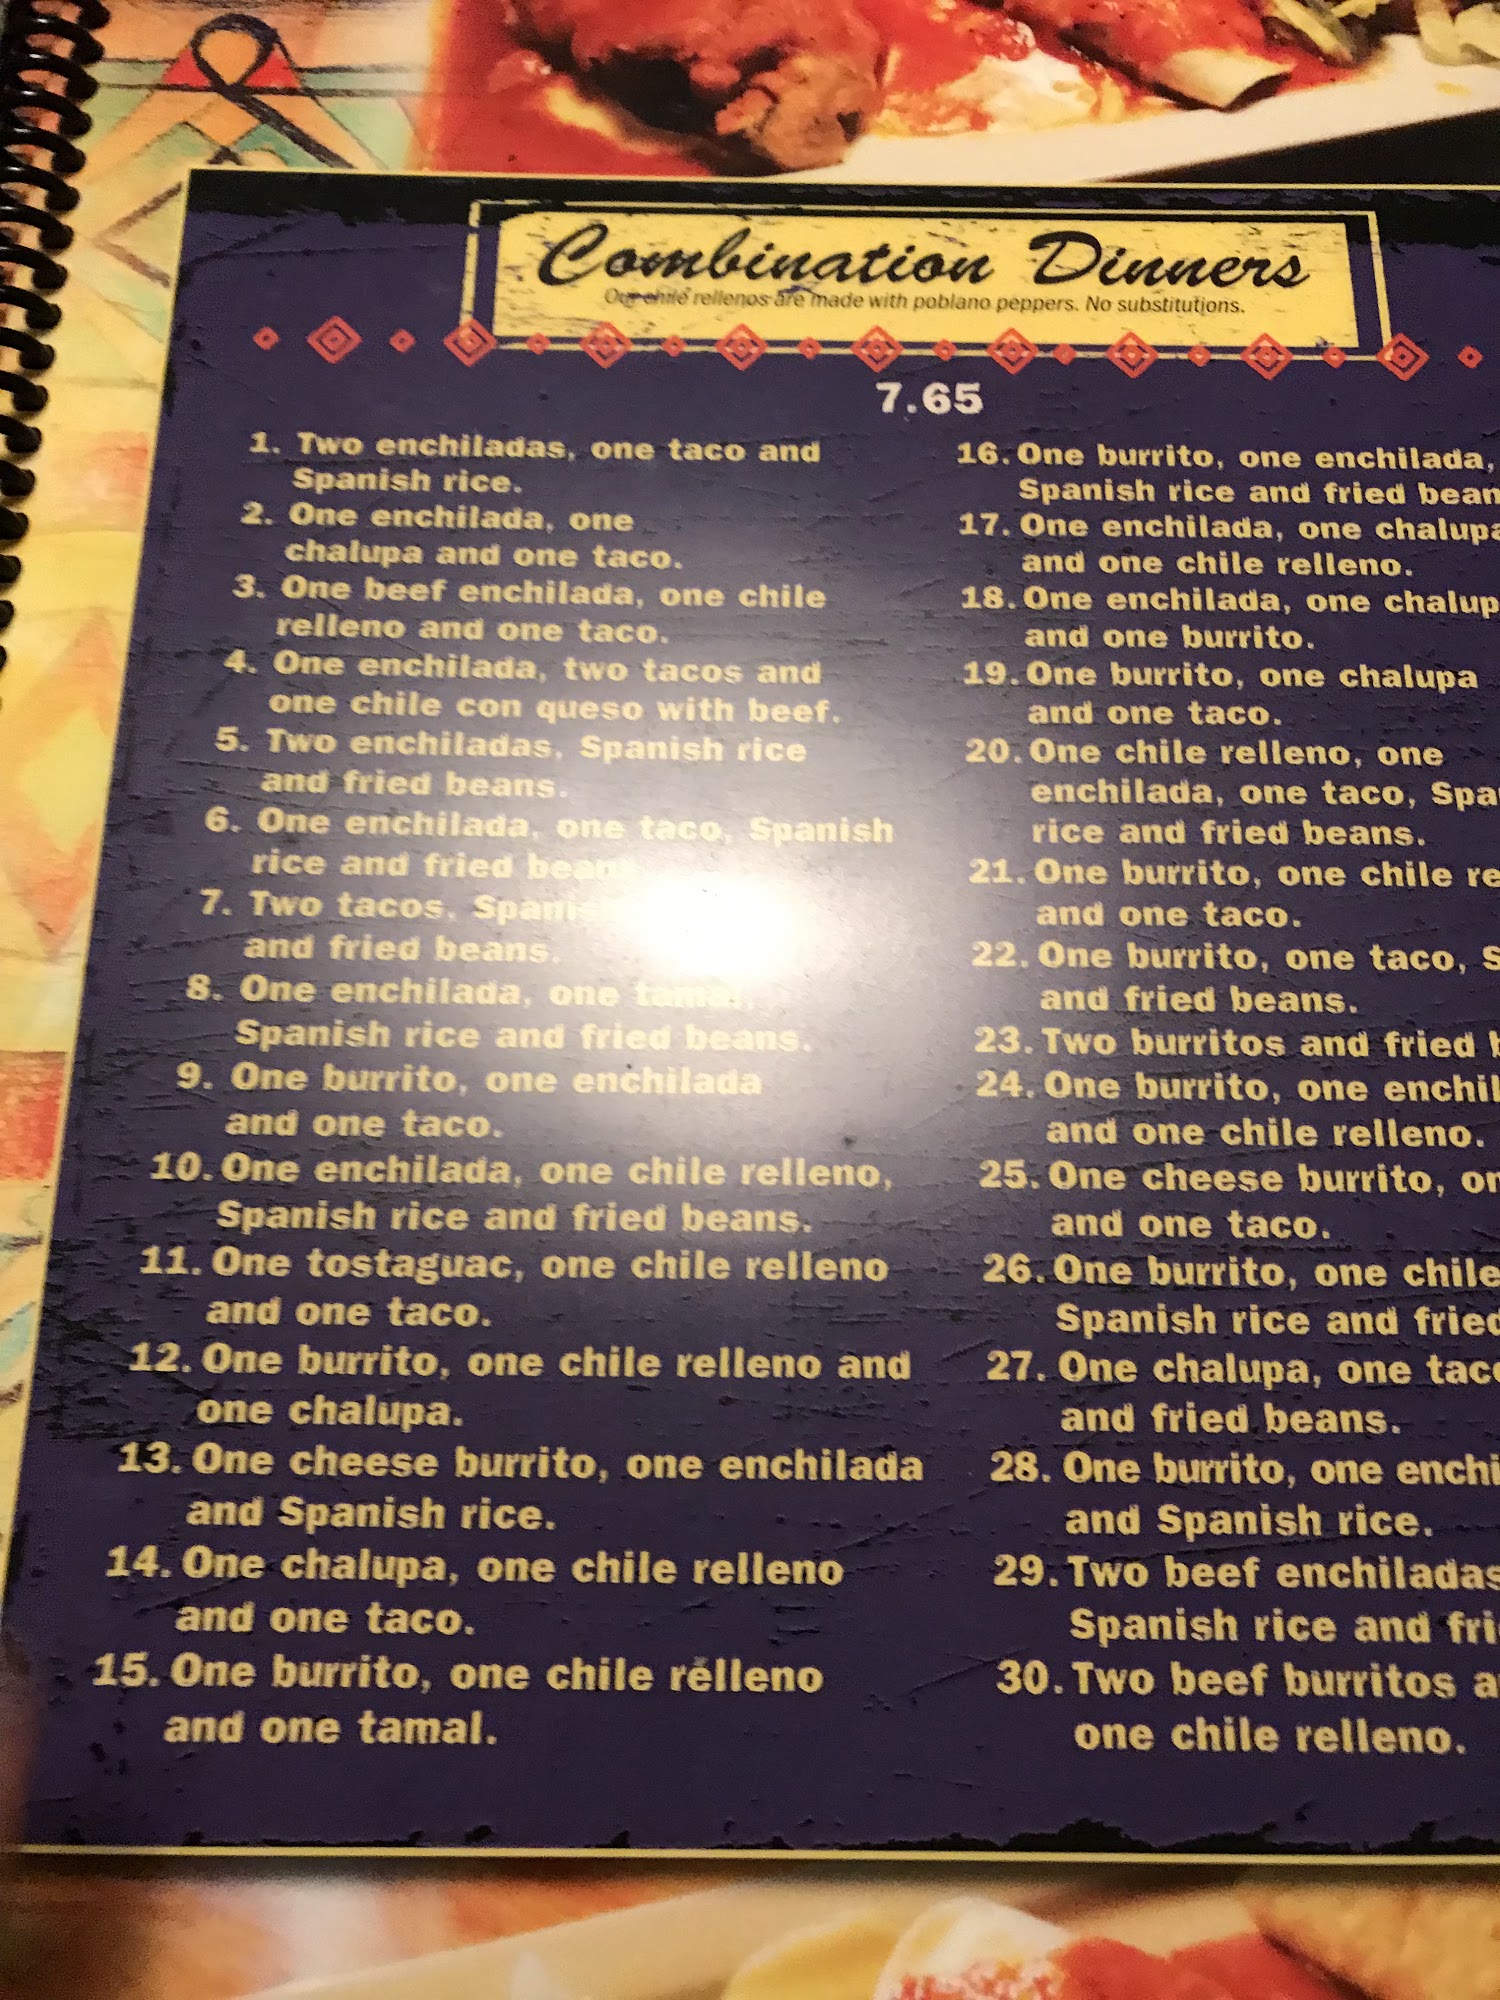 Combination Dinners
Our chile rellenos are made with poblano peppers. No substitutions.
7.65
1. Two enchiladas, one taco and
Spanish rice.
2. One enchilada, one
chalupa and one taco.
3. One beef enchilada, one chile
relleno and one taco.
4. One enchilada, two tacos and
one chile con queso with beef.
5. Two enchiladas, Spanish rice
and fried beans.
6. One enchilada, one taco, Spanish
rice and fried
7. Two tacos,
and fried beans.
8. One enchilada, one tamal,
Spanish rice and fried beans.
9. One burrito, one enchilada
and one taco.
10. One enchilada, one chile relleno,
Spanish rice and fried beans.
11. One tostaguac, one chile relleno
and one taco.
12. One burrito, one chile relleno and
one chalupa.
13. One cheese burrito, one enchilada
and Spanish rice.
14. One chalupa, one chile relleno
and one taco.
15. One burrito, one chile relleno
and one tamal.
16. One burrito, one enchilada,
Spanish rice and fried
17. One enchilada, one chalupa
and one chile relleno.
18. One enchilada, one
and one burrito.
19. One burrito, one chalupa
and one taco.
20. One chile relleno, one
enchilada, one taco,
rice and fried beans.
21. One burrito, one chile
and one taco.
22. One burrito, one taco,
and fried beans.
23. Two burritos and fried
24. One burrito, one
and one chile relleno.
25. One cheese burrito,
and one taco.
26. One burrito, one chile
Spanish rice and
27. One chalupa, one
and fried beans.
28. One burrito, one
and Spanish rice.
29. Two beef enchiladas
Spanish rice and
30. Two beef burritos
one chile relleno.